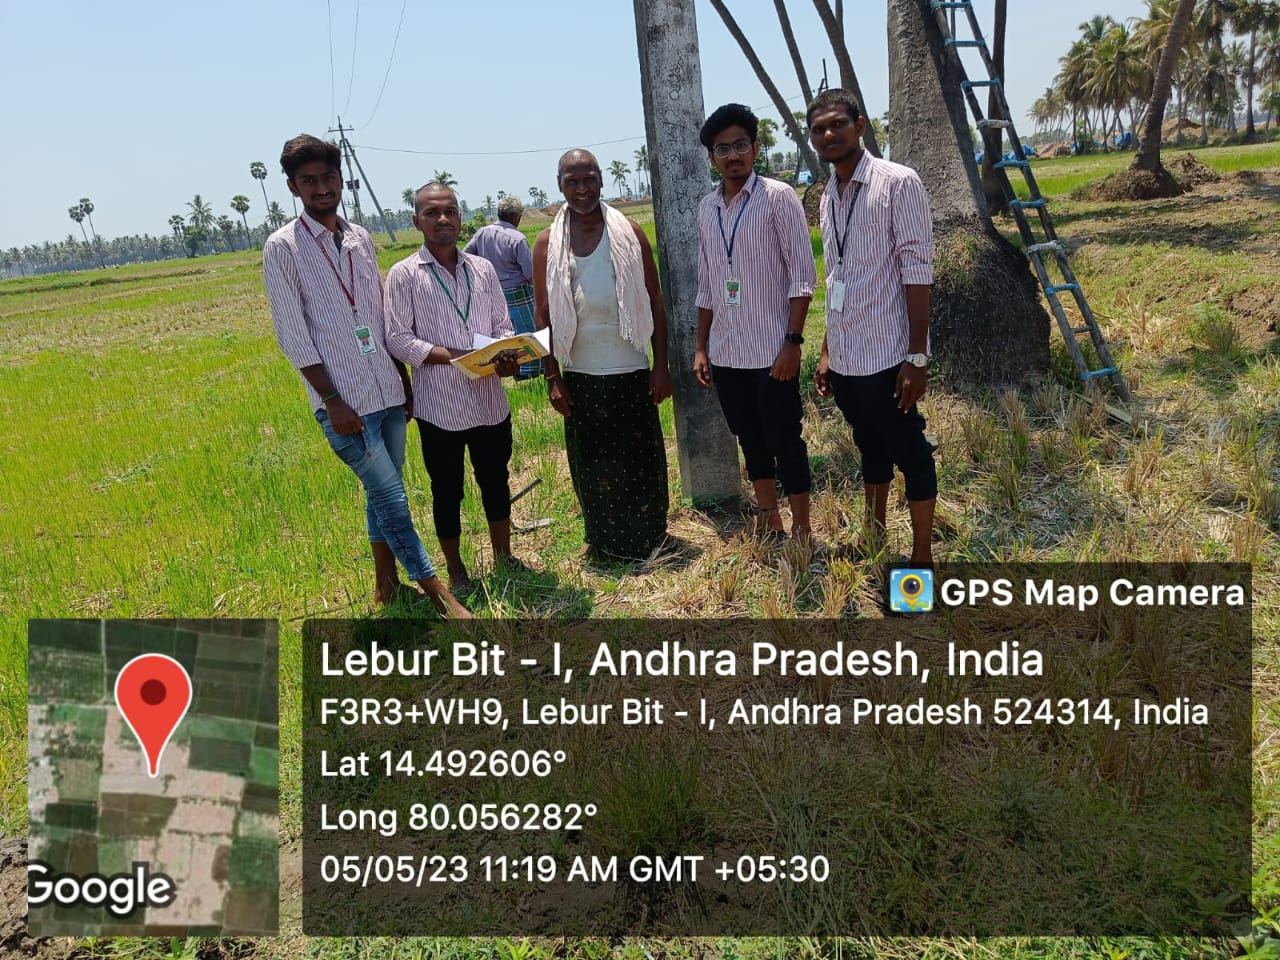 GPS Map Camera
Lebur Bit - I, Andhra Pradesh, India
F3R3+WH9, Lebur Bit - I, Andhra Pradesh 524314, India
Lat 14.492606°
Long 80.056282°
05/05/23 11:19 AM GMT +05:30
Google